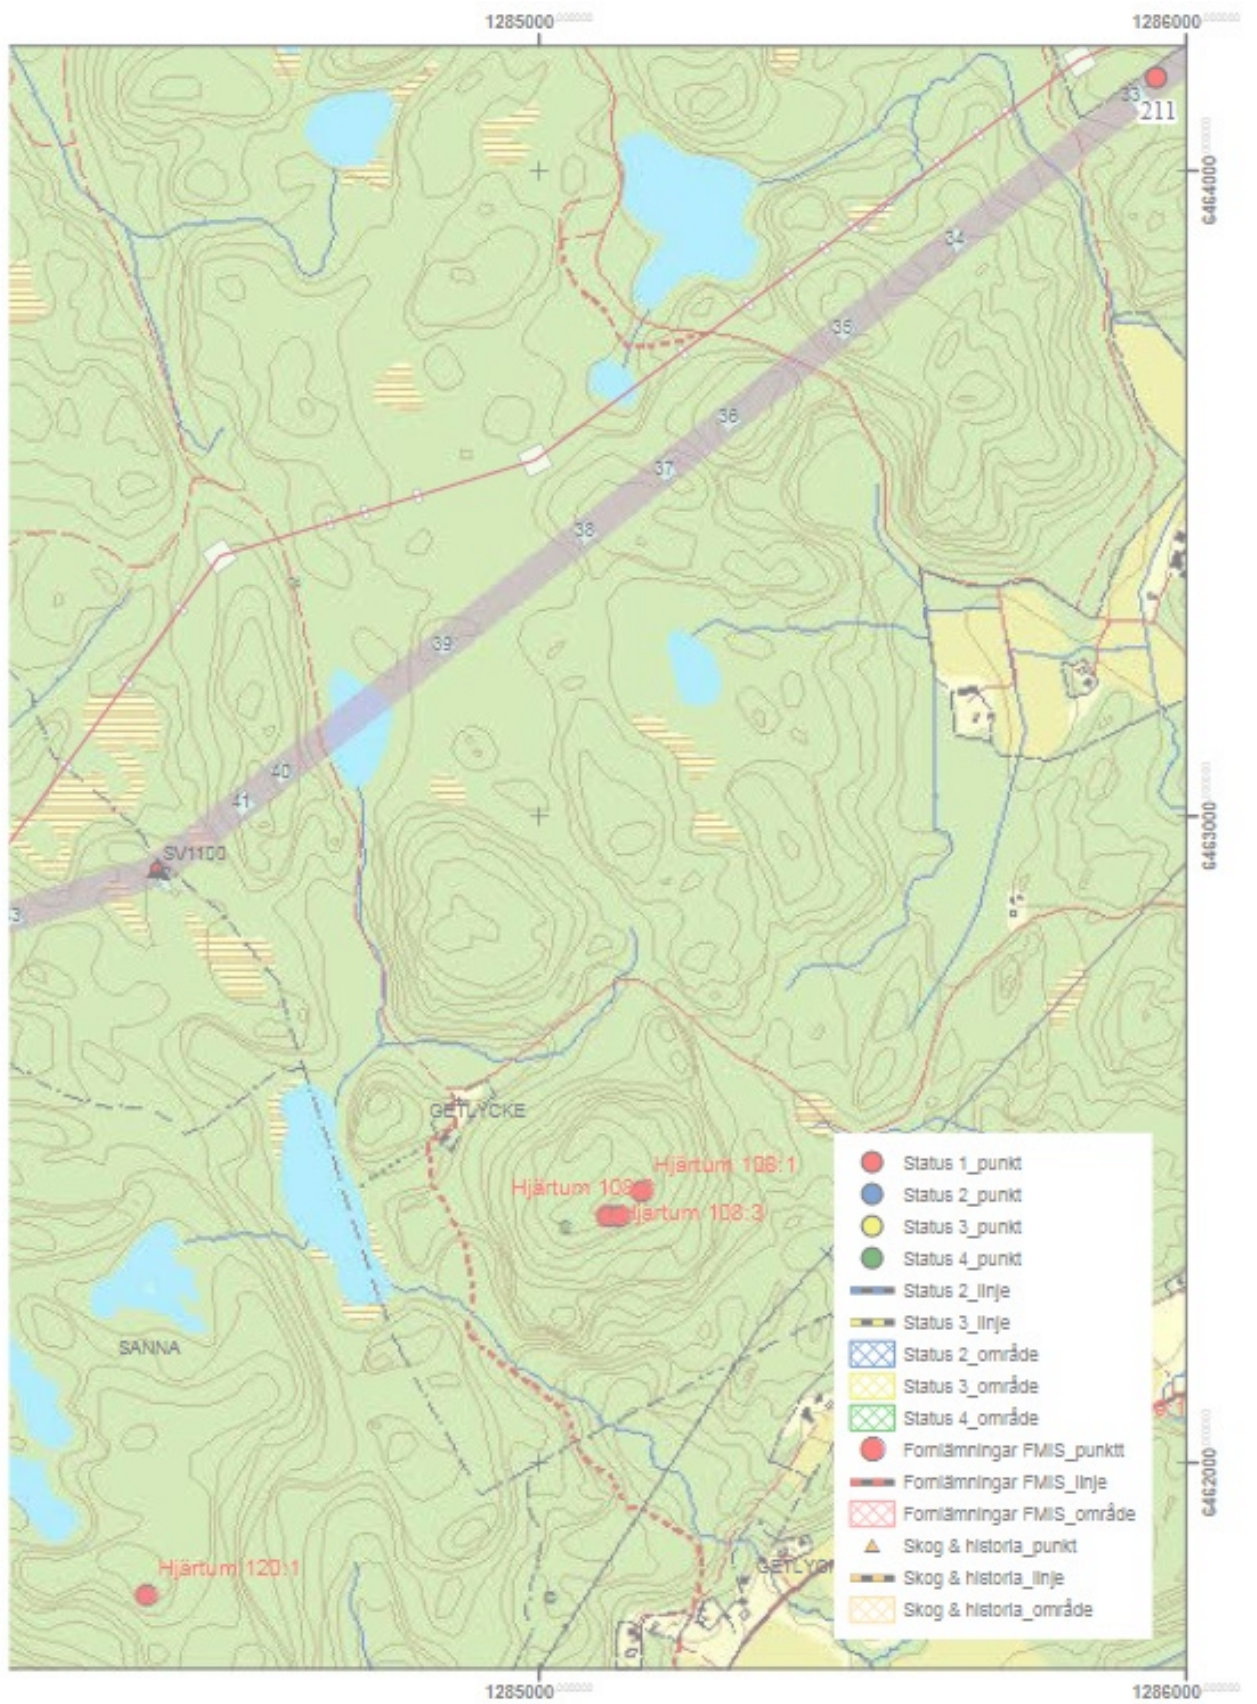 1285000
1286000
33
211
6464000
34
35
36
37
38
39
40
41
SV1100
6463000
GETLYCKE
Hjärtum 108:1
Hjärtum 108
Hjärtum 108:3
SANNA
Hjärtum 120:1
6462000
Status 1_punkt
Status 2_punkt
Status 3_punkt
Status 4_punkt
Status 2_linje
Status 3_linje
Status 2_område
Status 3_område
Status 4_område
Fornlämningar FMIS_punktt
Fornlämningar FMIS_linje
Fornlämningar FMIS_område
Skog & historia_punkt
Skog & historia_linje
Skog & historia_område
1285000
1286000